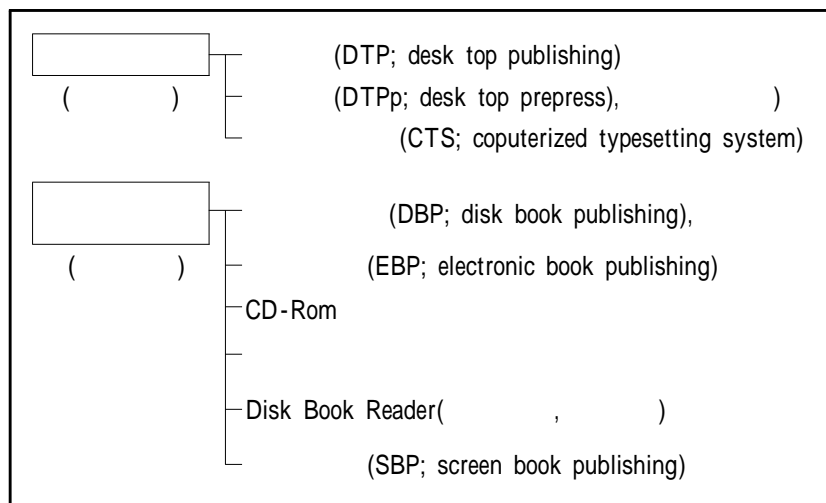 (DTP; desk top publishing)
( ) (DTPp; desk top prepress), )
(CTS; coputerized typesetting system)
(DBP; disk book publishing),
( ) (EBP; electronic book publishing)
CD-Rom
Disk Book Reader( , )
(SBP; screen book publishing)